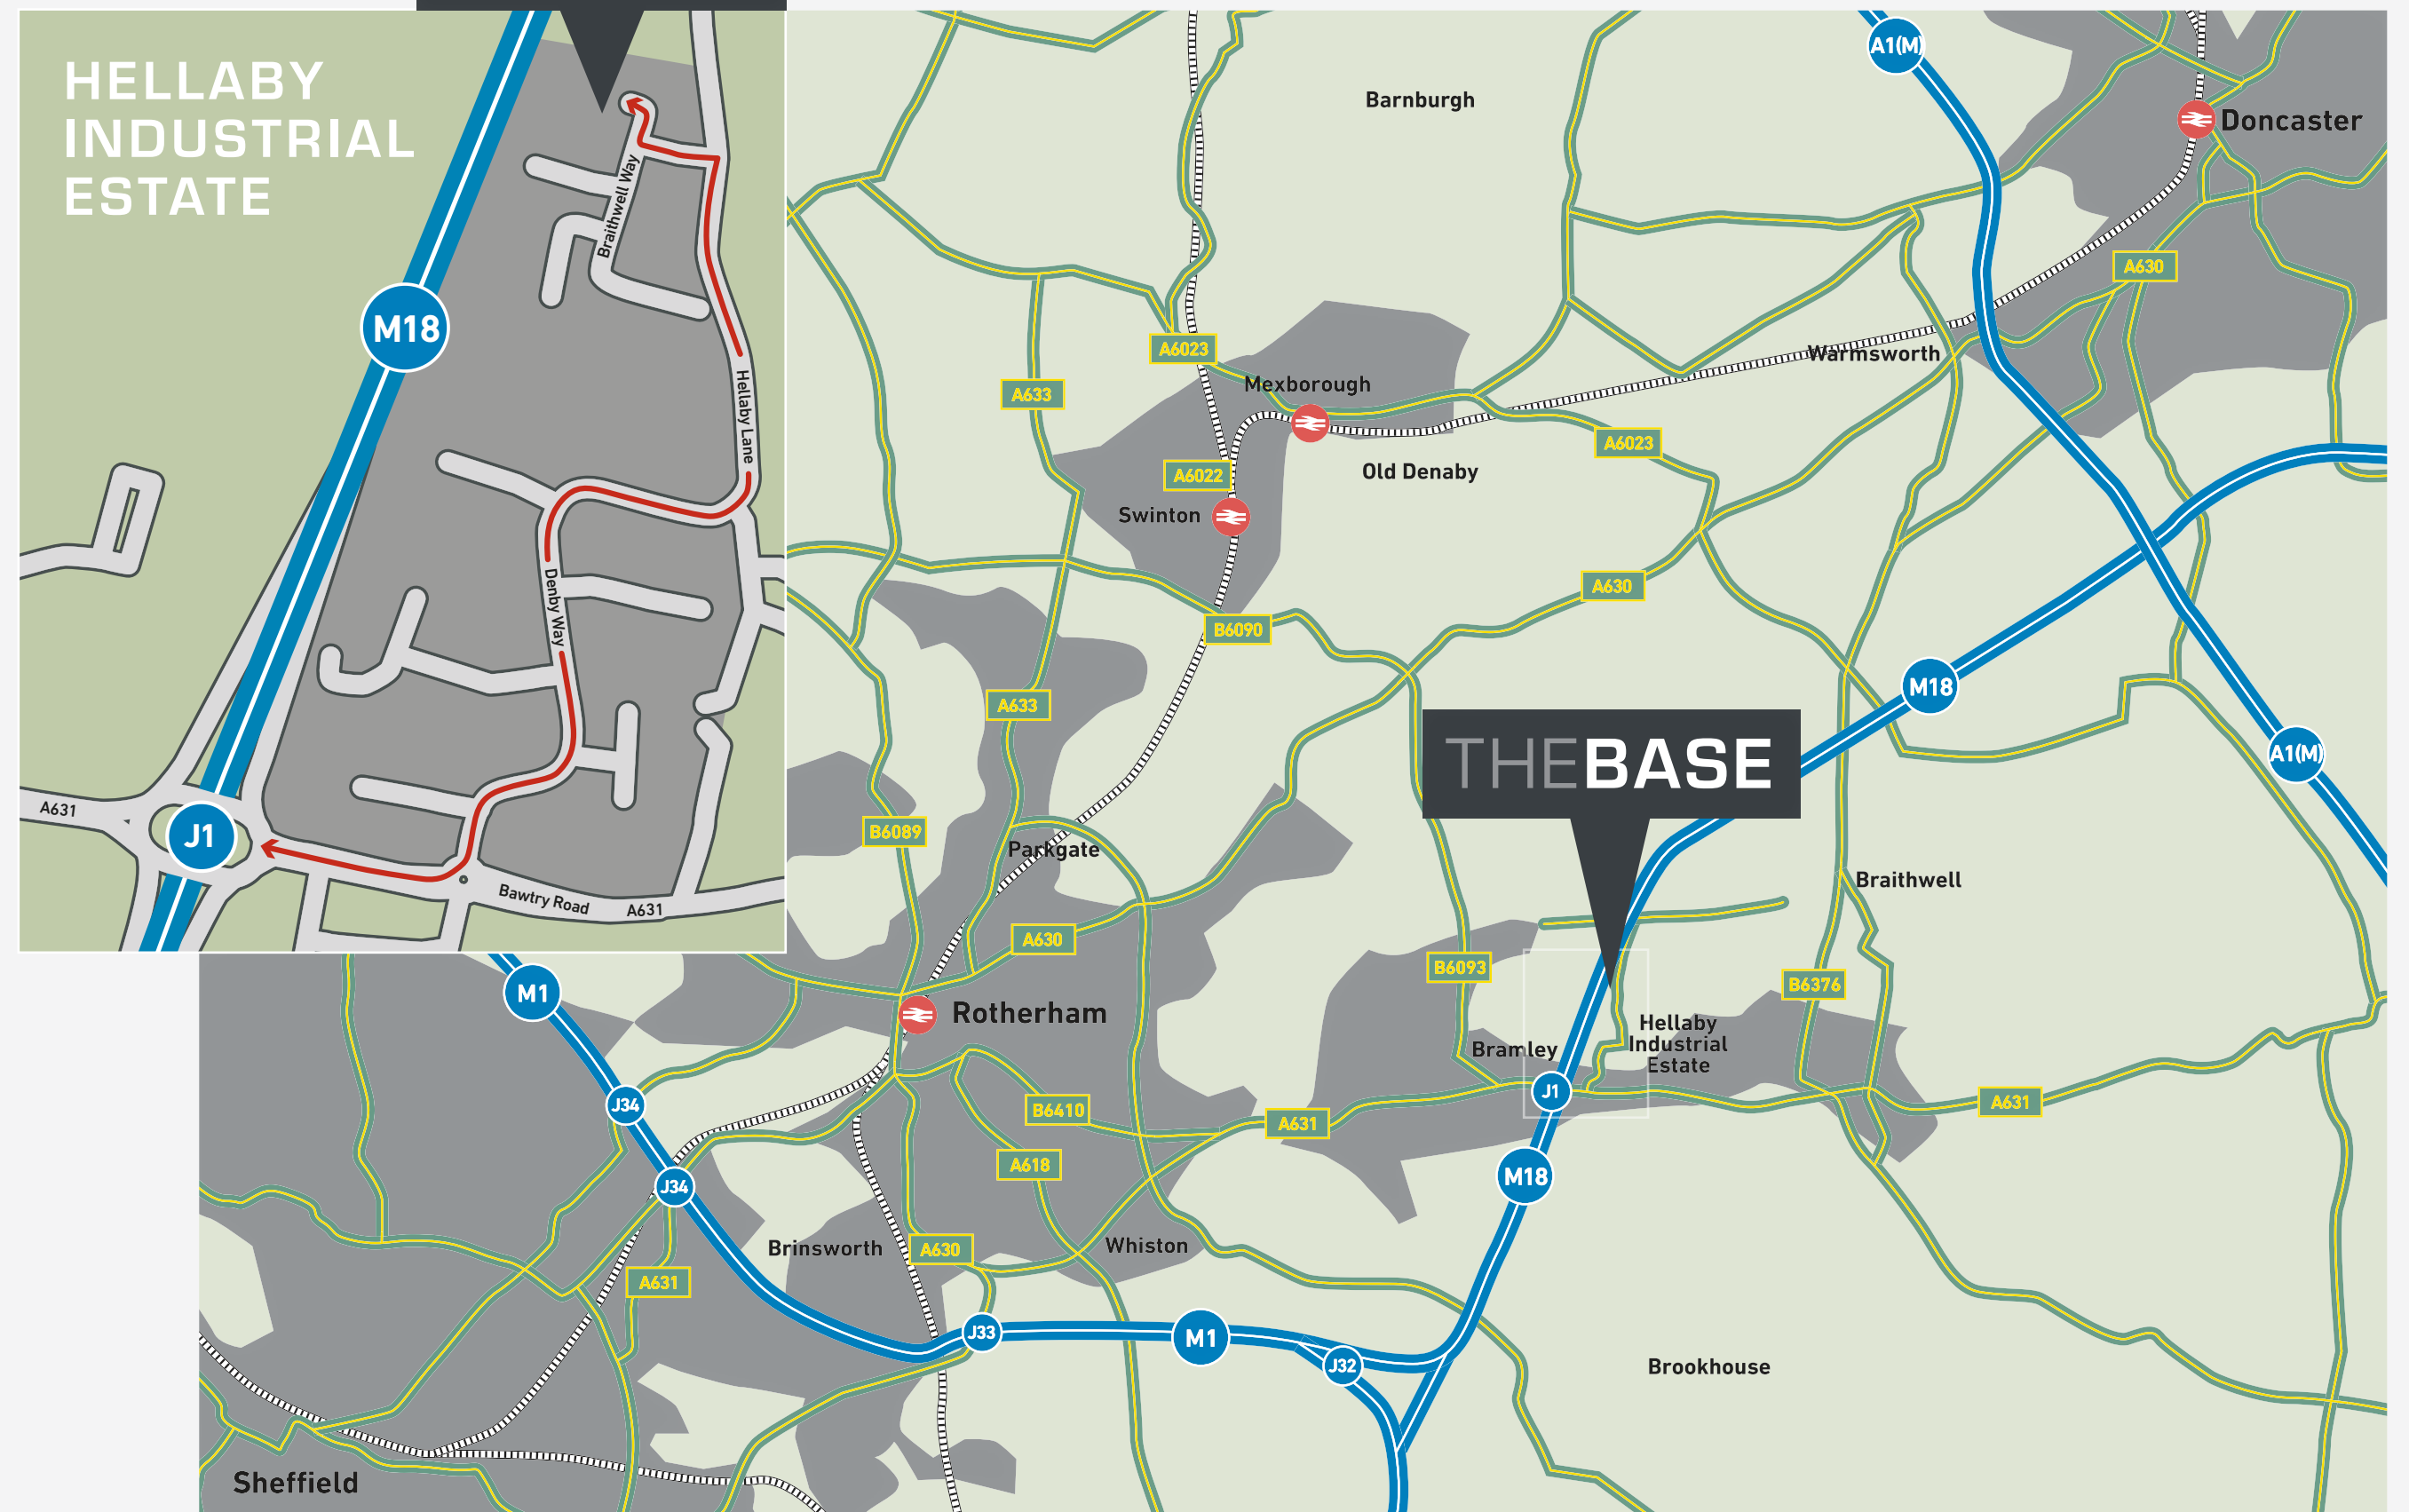 HELLABY
INDUSTRIAL
ESTATE
M18
J1
A631
Bawtry Road
A631
Denby Way
Hellaby Lane
Braithwell Way
A1(M)
Barnburgh
Doncaster
A630
A6023
Warmsworth
Mexborough
A633
A6023
Old Denaby
A6022
Swinton
A630
B6090
M18
A633
THEBASE
A1(M)
B6089
Parkgate
Braithwell
A630
B6093
B6376
M1
Rotherham
Hellaby
Industrial
Estate
Bramley
J1
J34
B6410
A631
A631
A618
M18
J34
Brinsworth
A630
Whiston
A631
J33
M1
J32
Brookhouse
Sheffield